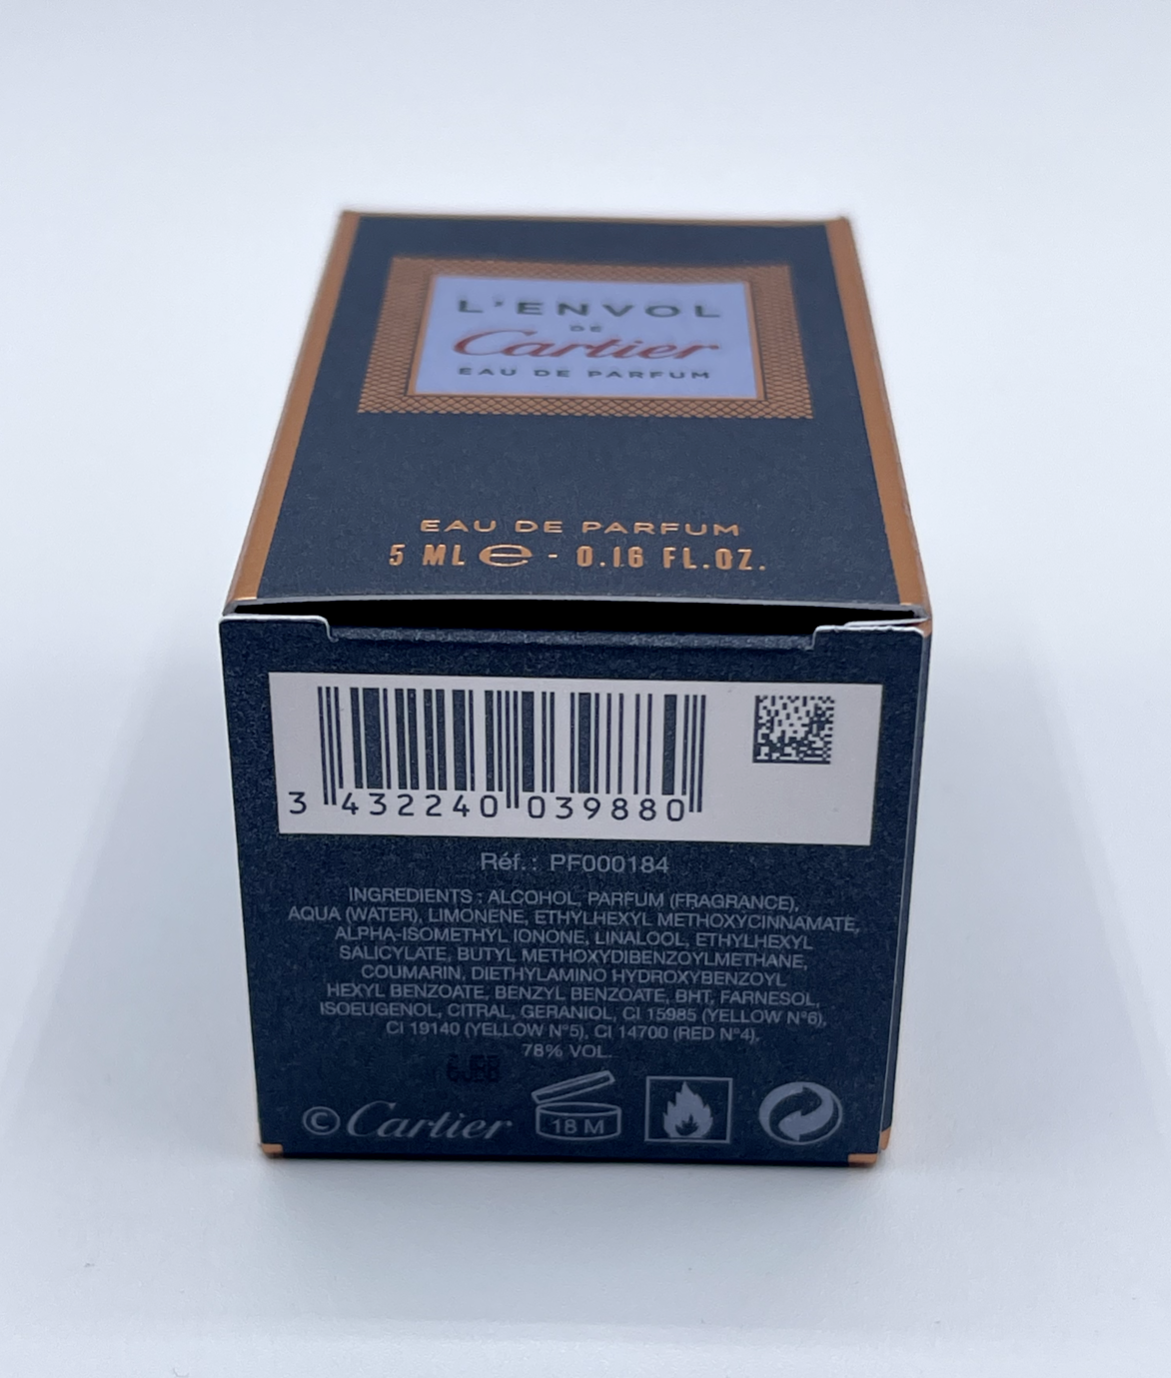 L'ENVOL
DE
Cartier
EAU DE PARFUM
EAU DE PARFUM
5 ML ℮ - 0.16 FL.OZ.
3 432240 039880
Réf. : PF000184
INGREDIENTS : ALCOHOL, PARFUM (FRAGRANCE),
AQUA (WATER), LIMONENE, ETHYLHEXYL METHOXYCINNAMATE,
ALPHA-ISOMETHYL IONONE, LINALOOL, ETHYLHEXYL
SALICYLATE, BUTYL METHOXYDIBENZOYLMETHANE,
COUMARIN, DIETHYLAMINO HYDROXYBENZOYL
HEXYL BENZOATE, BENZYL BENZOATE, BHT, FARNESOL,
ISOEUGENOL, CITRAL, GERANIOL, CI 15985 (YELLOW N°6),
CI 19140 (YELLOW N°5), CI 14700 (RED N°4),
78% VOL.
©Cartier
18 M